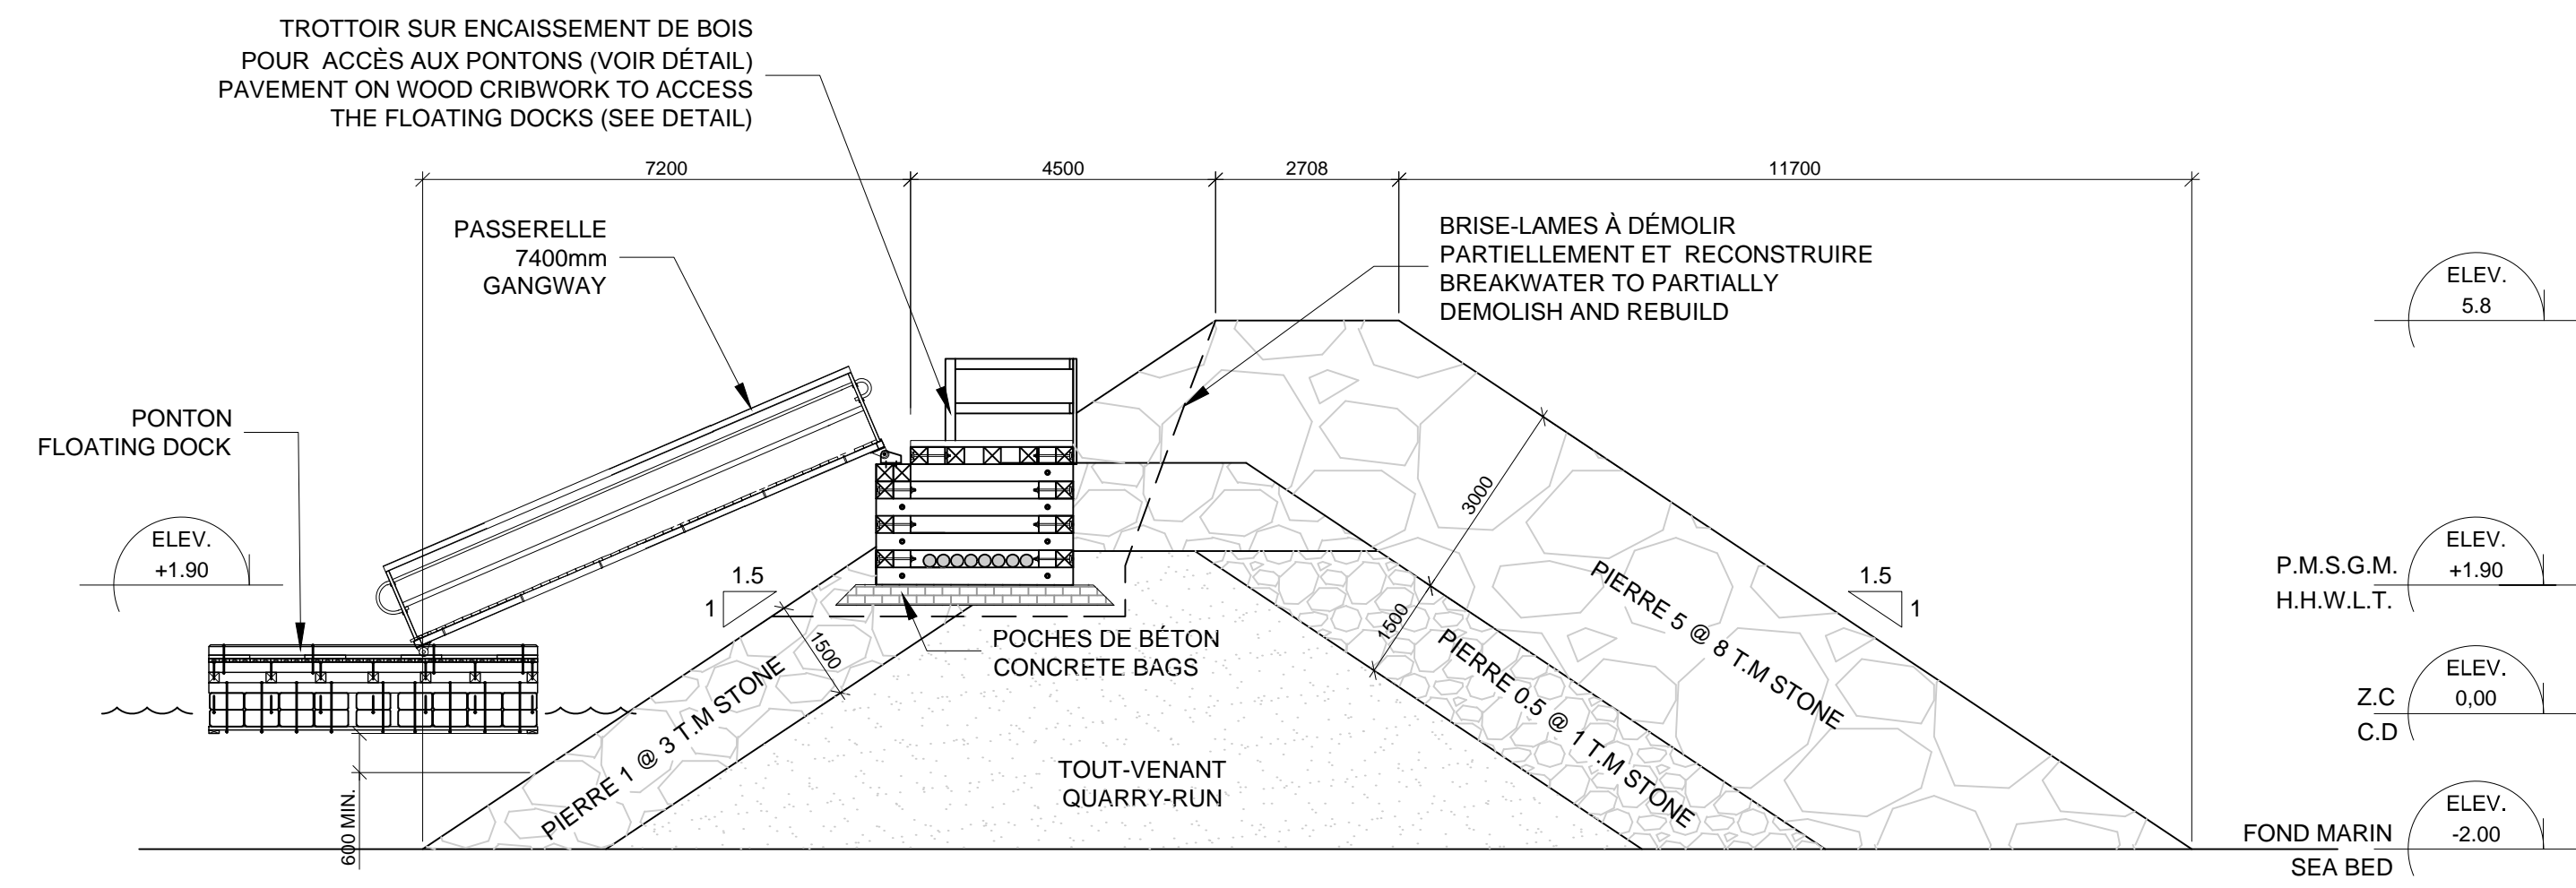 TROTTOIR SUR ENCAISSEMENT DE BOIS
POUR ACCÈS AUX PONTONS (VOIR DÉTAIL)
PAVEMENT ON WOOD CRIBWORK TO ACCESS
THE FLOATING DOCKS (SEE DETAIL)
7200
4500
2708
11700
PASSERELLE
7400mm
GANGWAY
BRISE-LAMES À DÉMOLIR
PARTIELLEMENT ET RECONSTRUIRE
BREAKWATER TO PARTIALLY
DEMOLISH AND REBUILD
ELEV.
5.8
PONTON
FLOATING DOCK
ELEV.
+1.90
1.5
1
1500
3000
1500
1.5
1
P.M.S.G.M.
H.H.W.L.T.
ELEV.
+1.90
POCHES DE BÉTON
CONCRETE BAGS
PIERRE 1 @ 3 T.M STONE
PIERRE 0.5 @ 1 T.M STONE
PIERRE 5 @ 8 T.M STONE
Z.C
C.D
ELEV.
0,00
TOUT-VENANT
QUARRY-RUN
600 MIN.
FOND MARIN
SEA BED
ELEV.
-2.00